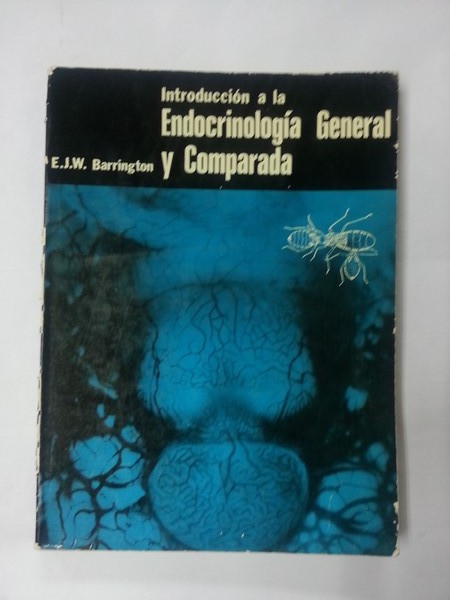 Introducción a la
Endocrinología General
E.J.W. Barrington y Comparada